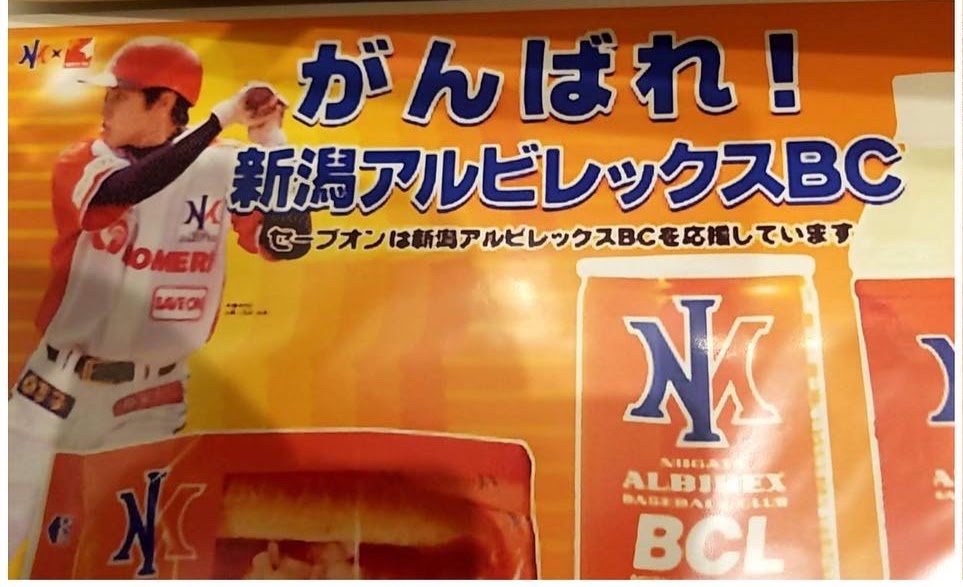 がんばれ!
新潟アルビレックスBC
セーブオンは新潟アルビレックスBCを応援しています
KOMERI
SAVE ON
NIIGATA
ALBIREX
BASEBALL CLUB
BCL